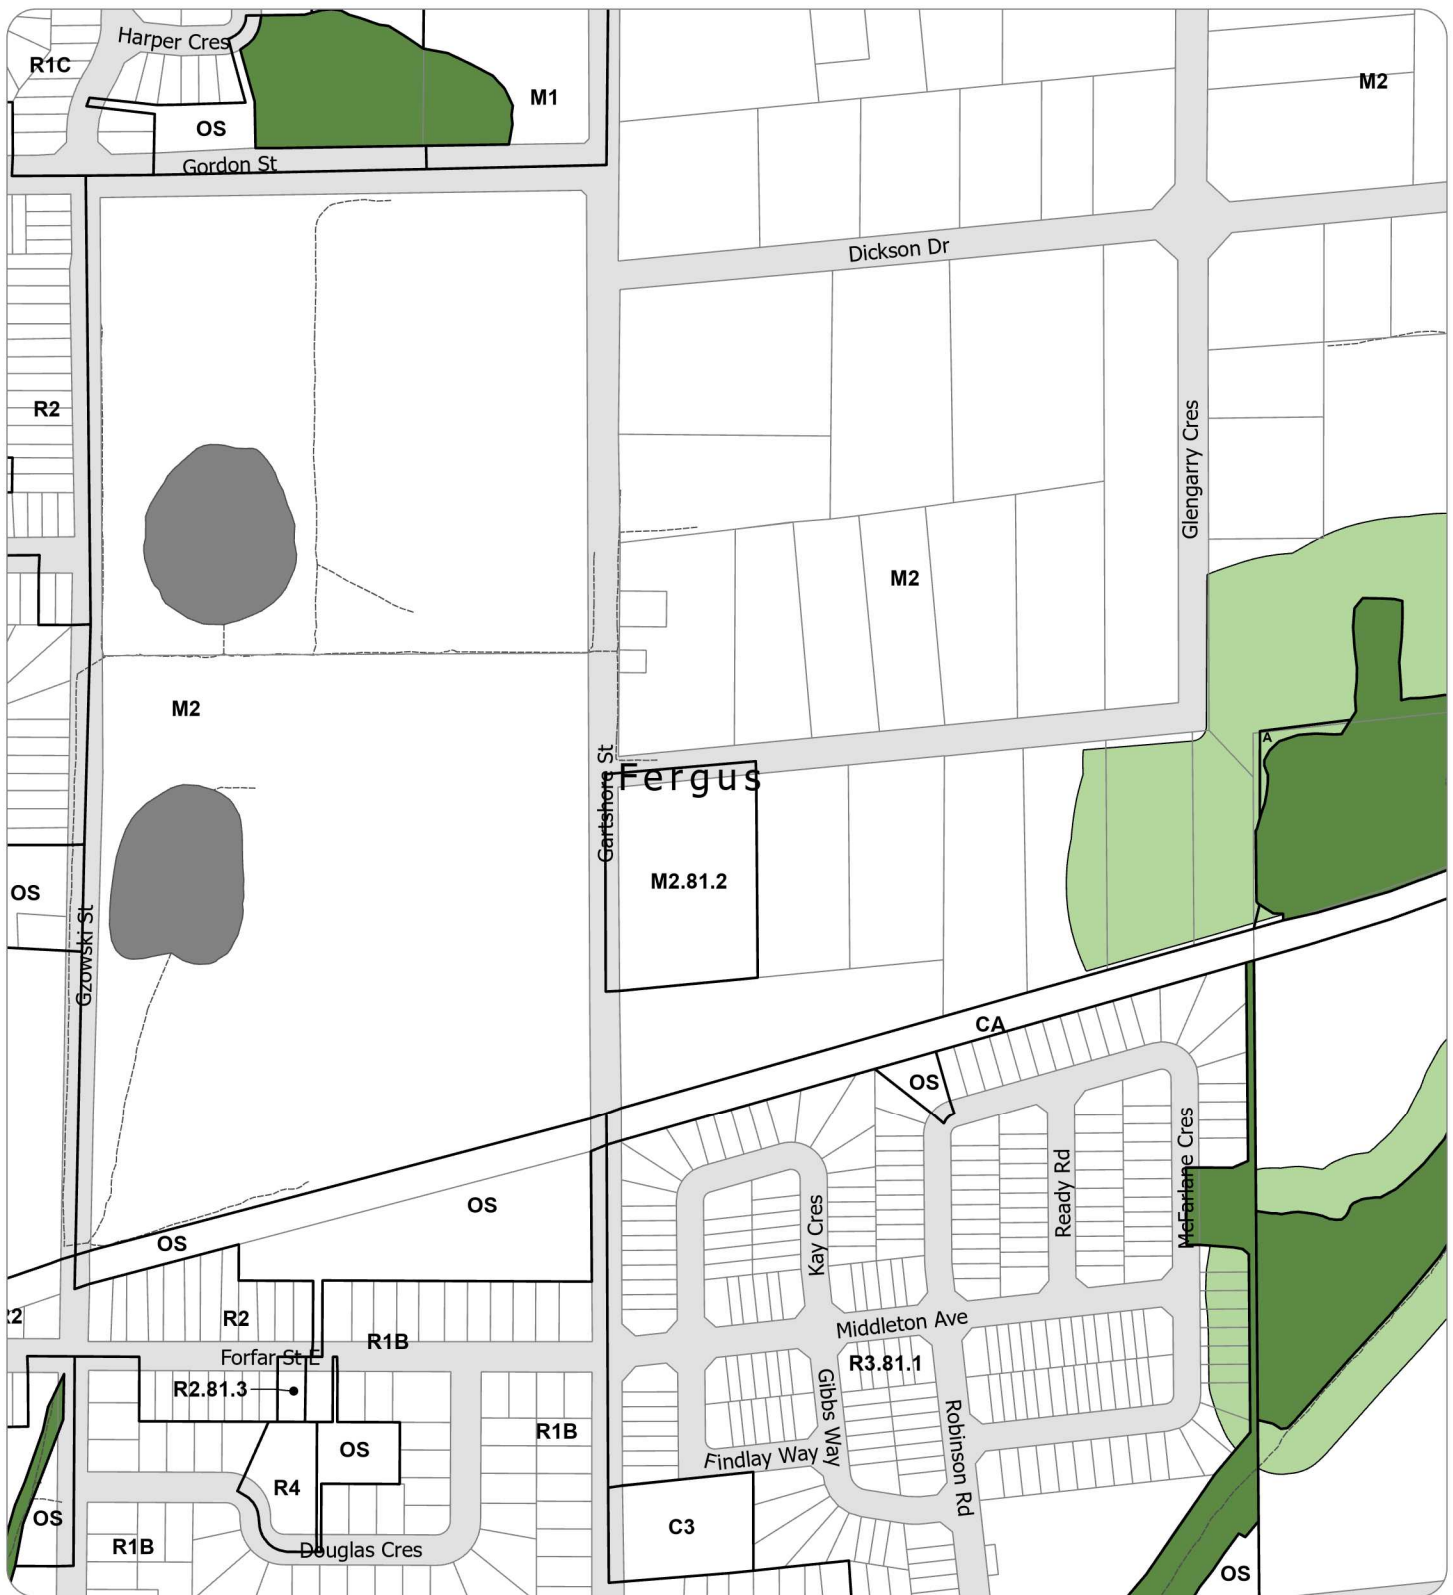 Harper Cres
R1C
M1
M2
OS
Gordon St
Dickson Dr
R2
Glengarry Cres
M2
M2
A
Gartshore St
Fergus
M2.81.2
OS
Gzowski St
CA
OS
McFarlane Cres
Ready Rd
OS
Kay Cres
OS
R2
R1B
Middleton Ave
Forfar St E
R3.81.1
R2.81.3
Gibbs Way
Robinson Rd
R1B
OS
Findlay Way
R4
OS
C3
R1B
Douglas Cres
OS